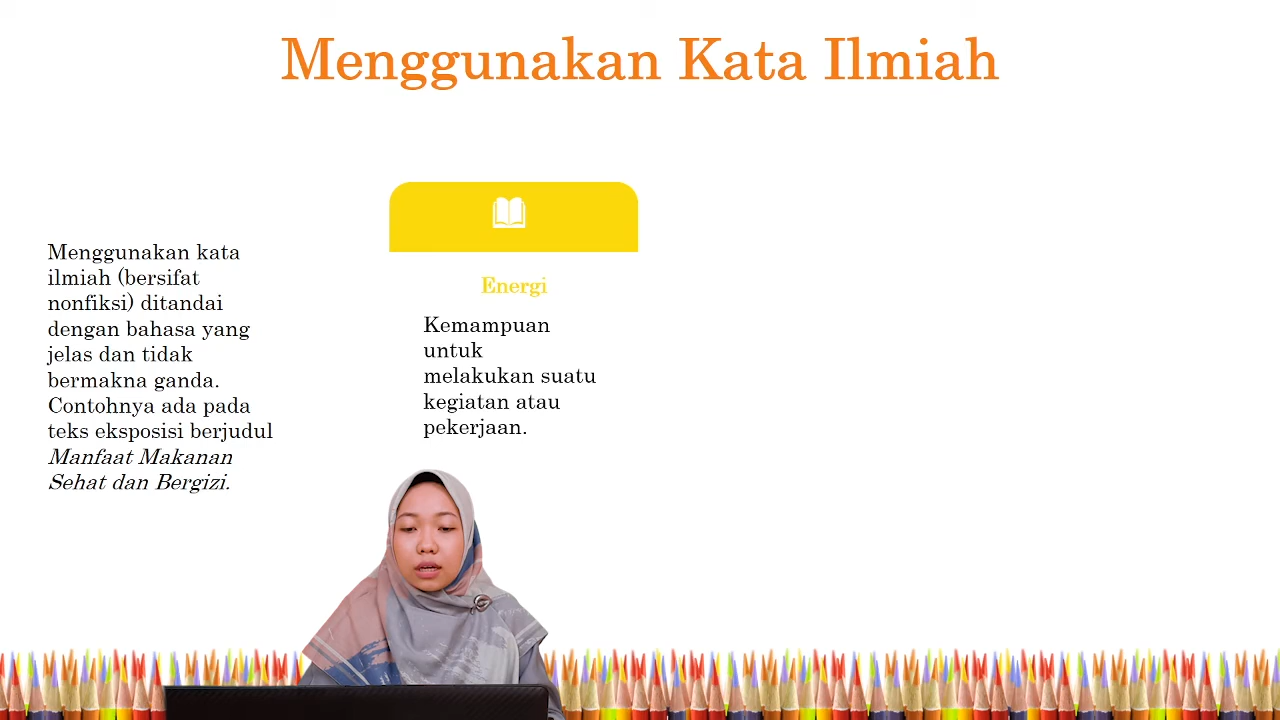 Menggunakan Kata Ilmiah
Menggunakan kata
ilmiah (bersifat
nonfiksi) ditandai
dengan bahasa yang
jelas dan tidak
bermakna ganda.
Contohnya ada pada
teks eksposisi berjudul
Manfaat Makanan
Sehat dan Bergizi.
Energi
Kemampuan
untuk
melakukan suatu
kegiatan atau
pekerjaan.